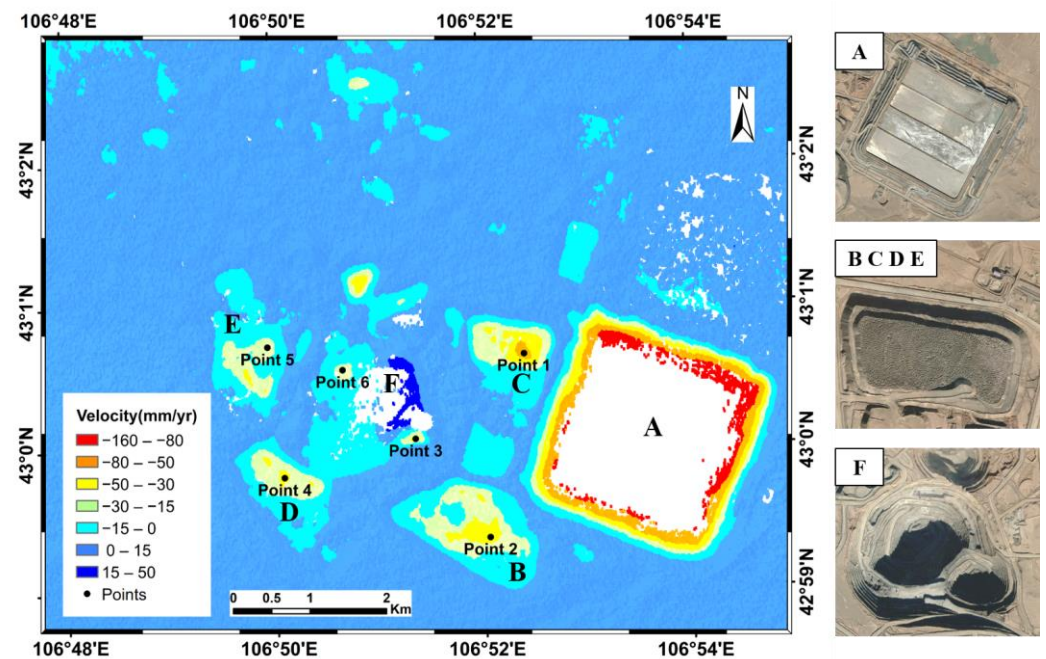 106°48'E 106°50'E 106°52'E 106°54'E
N
43°2'N 43°2'N
43°1'N 43°1'N
43°0'N 43°0'N
42°59'N
E
Point 5
Point 6
F
Point 1
C
A
Point 3
Point 4
D
Point 2
B
Velocity(mm/yr)
−160 – −80
−80 – −50
−50 – −30
−30 – −15
−15 – 0
0 – 15
15 – 50
Points
0 0.5 1 2
Km
106°48'E 106°50'E 106°52'E 106°54'E
A
B C D E
F